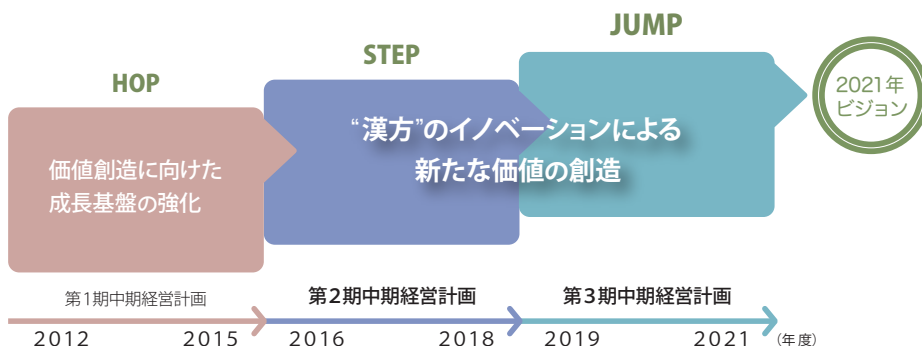 HOP
STEP
JUMP
価値創造に向けた
成長基盤の強化
“漢方”のイノベーションによる
新たな価値の創造
2021年
ビジョン
第1期中期経営計画
第2期中期経営計画
第3期中期経営計画
2012 2015 2016 2018 2019 2021 (年度)